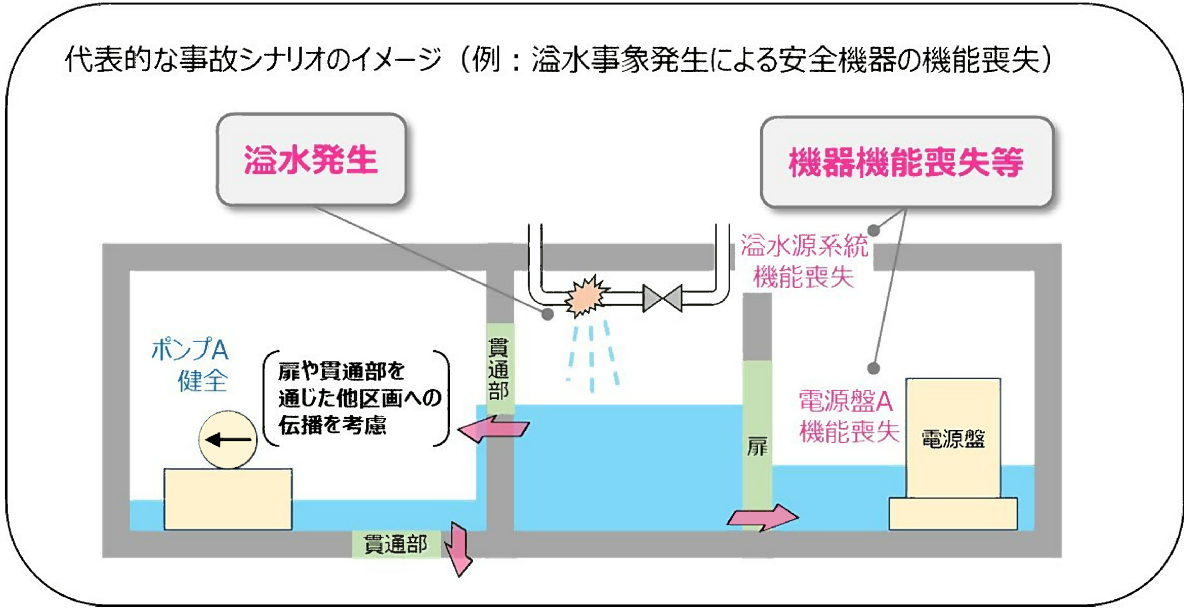 代表的な事故シナリオのイメージ（例：溢水事象発生による安全機器の機能喪失）
溢水発生
機器機能喪失等
溢水源系統
機能喪失
ポンプA
健全
扉や貫通部を
通じた他区画への
伝播を考慮
貫通部
扉
電源盤A
機能喪失
電源盤
貫通部